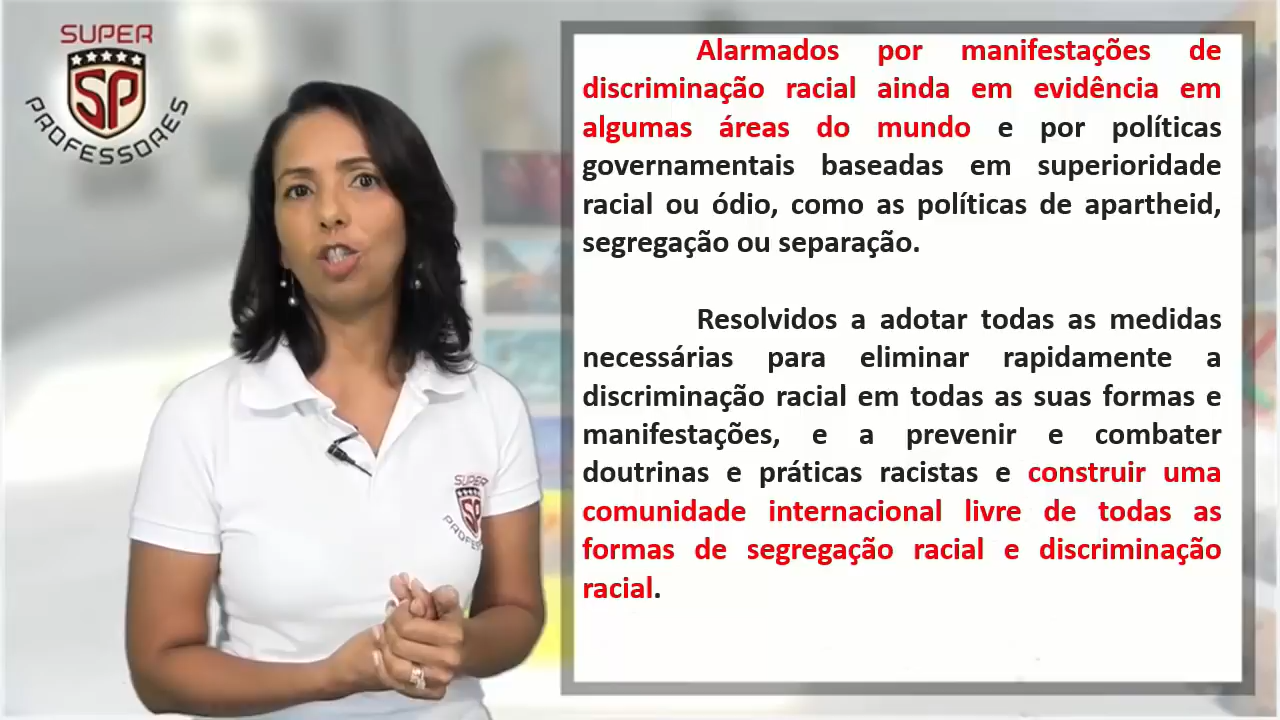 SUPER
SP
PROFESSORES
Alarmados por manifestações de
discriminação racial ainda em evidência em
algumas áreas do mundo e por políticas
governamentais baseadas em superioridade
racial ou ódio, como as políticas de apartheid,
segregação ou separação.
Resolvidos a adotar todas as medidas
necessárias para eliminar rapidamente a
discriminação racial em todas as suas formas e
manifestações, e a prevenir e combater
doutrinas e práticas racistas e construir uma
comunidade internacional livre de todas as
formas de segregação racial e discriminação
racial.
SUPER
SP
PROFES